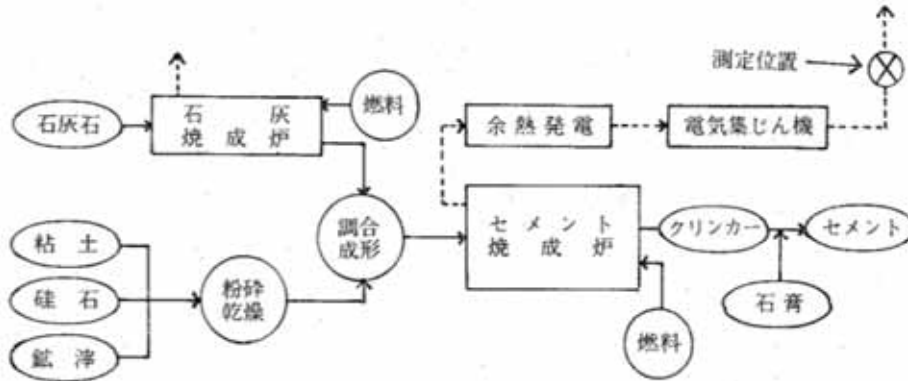 測定位置
燃料
石灰石
石灰
焼成炉
余熱発電
電気集じん機
調合
成形
セメント
焼成炉
クリンカー
セメント
粘土
硅石
鉱滓
粉砕
乾燥
燃料
石膏